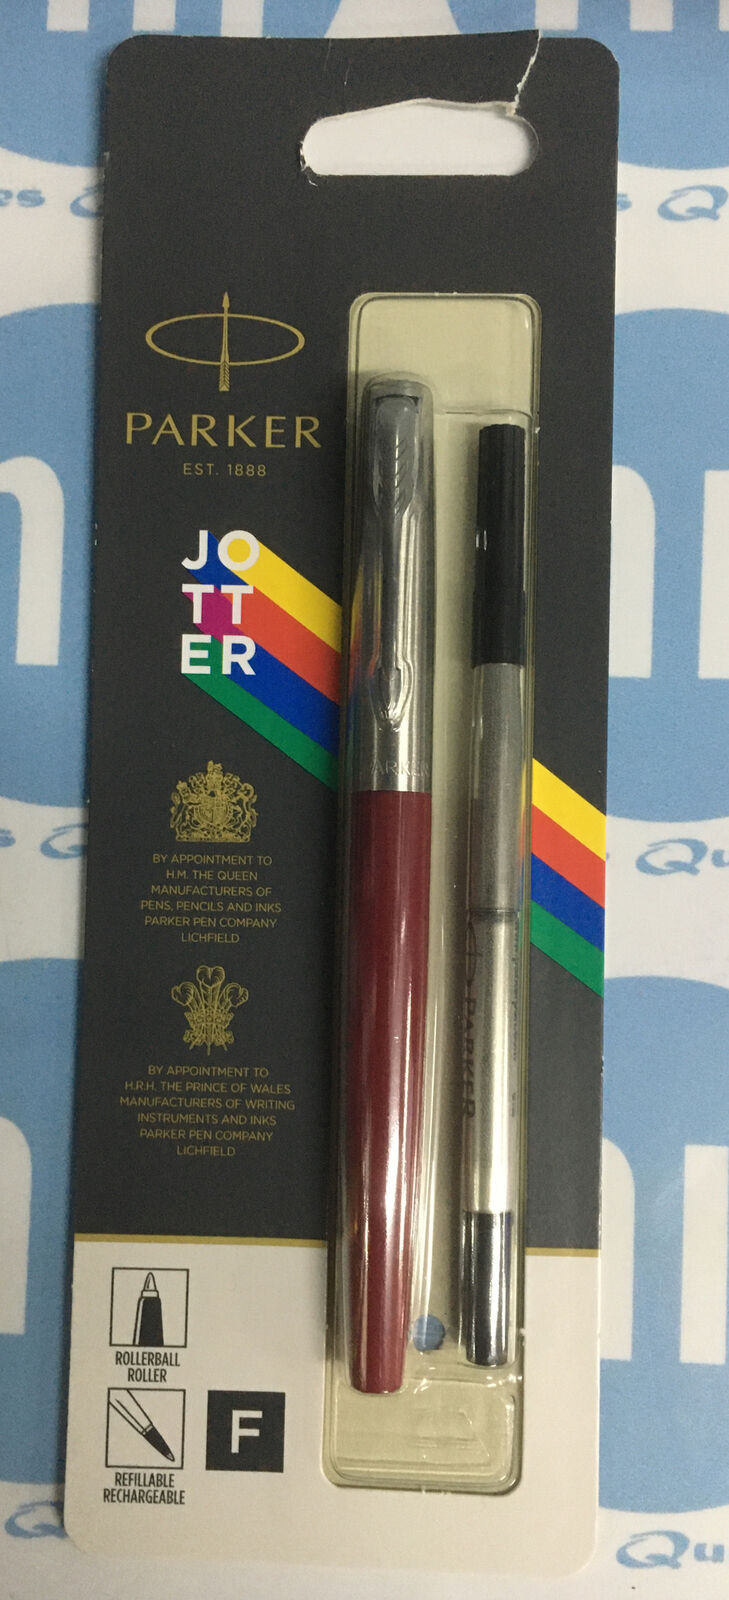 PARKER
EST. 1888
JO
TT
ER
BY APPOINTMENT TO
H.M. THE QUEEN
MANUFACTURERS OF
PENS, PENCILS AND INKS
PARKER PEN COMPANY
LICHFIELD
BY APPOINTMENT TO
H.R.H. THE PRINCE OF WALES
MANUFACTURERS OF WRITING
INSTRUMENTS AND INKS
PARKER PEN COMPANY
LICHFIELD
ROLLERBALL
ROLLER
REFILLABLE
RECHARGEABLE
F
PARKER
PARKER